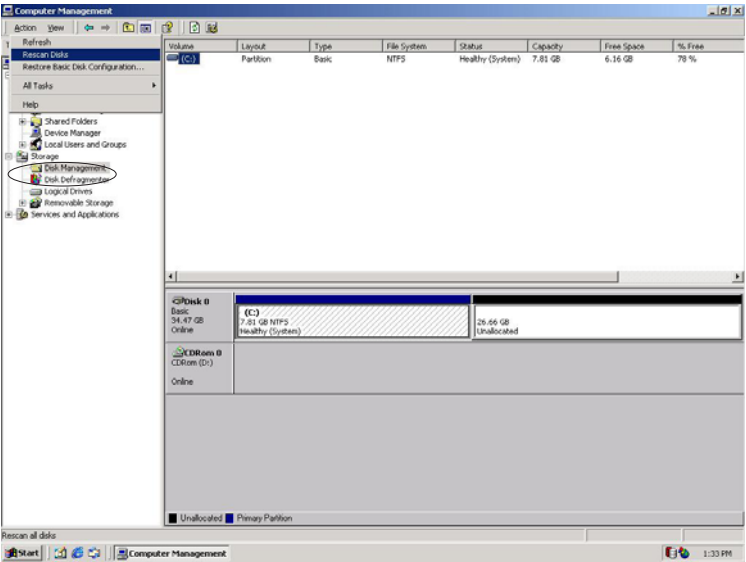 Computer Management
Action View
Refresh
Rescan Disks
Restore Basic Disk Configuration...
All Tasks
Help
Shared Folders
Device Manager
Local Users and Groups
Storage
Disk Management
Disk Defragmenter
Logical Drives
Removable Storage
Services and Applications
Volume Layout Type File System Status Capacity Free Space % Free
(C:) Partition Basic NTFS Healthy (System) 7.81 GB 6.16 GB 78 %
Disk 0
Basic
34.47 GB
Online
(C:)
7.81 GB NTFS
Healthy (System)
26.66 GB
Unallocated
CDRom 0
CDRom (D:)
Online
Unallocated Primary Partition
Rescan all disks
Start Computer Management 1:33 PM